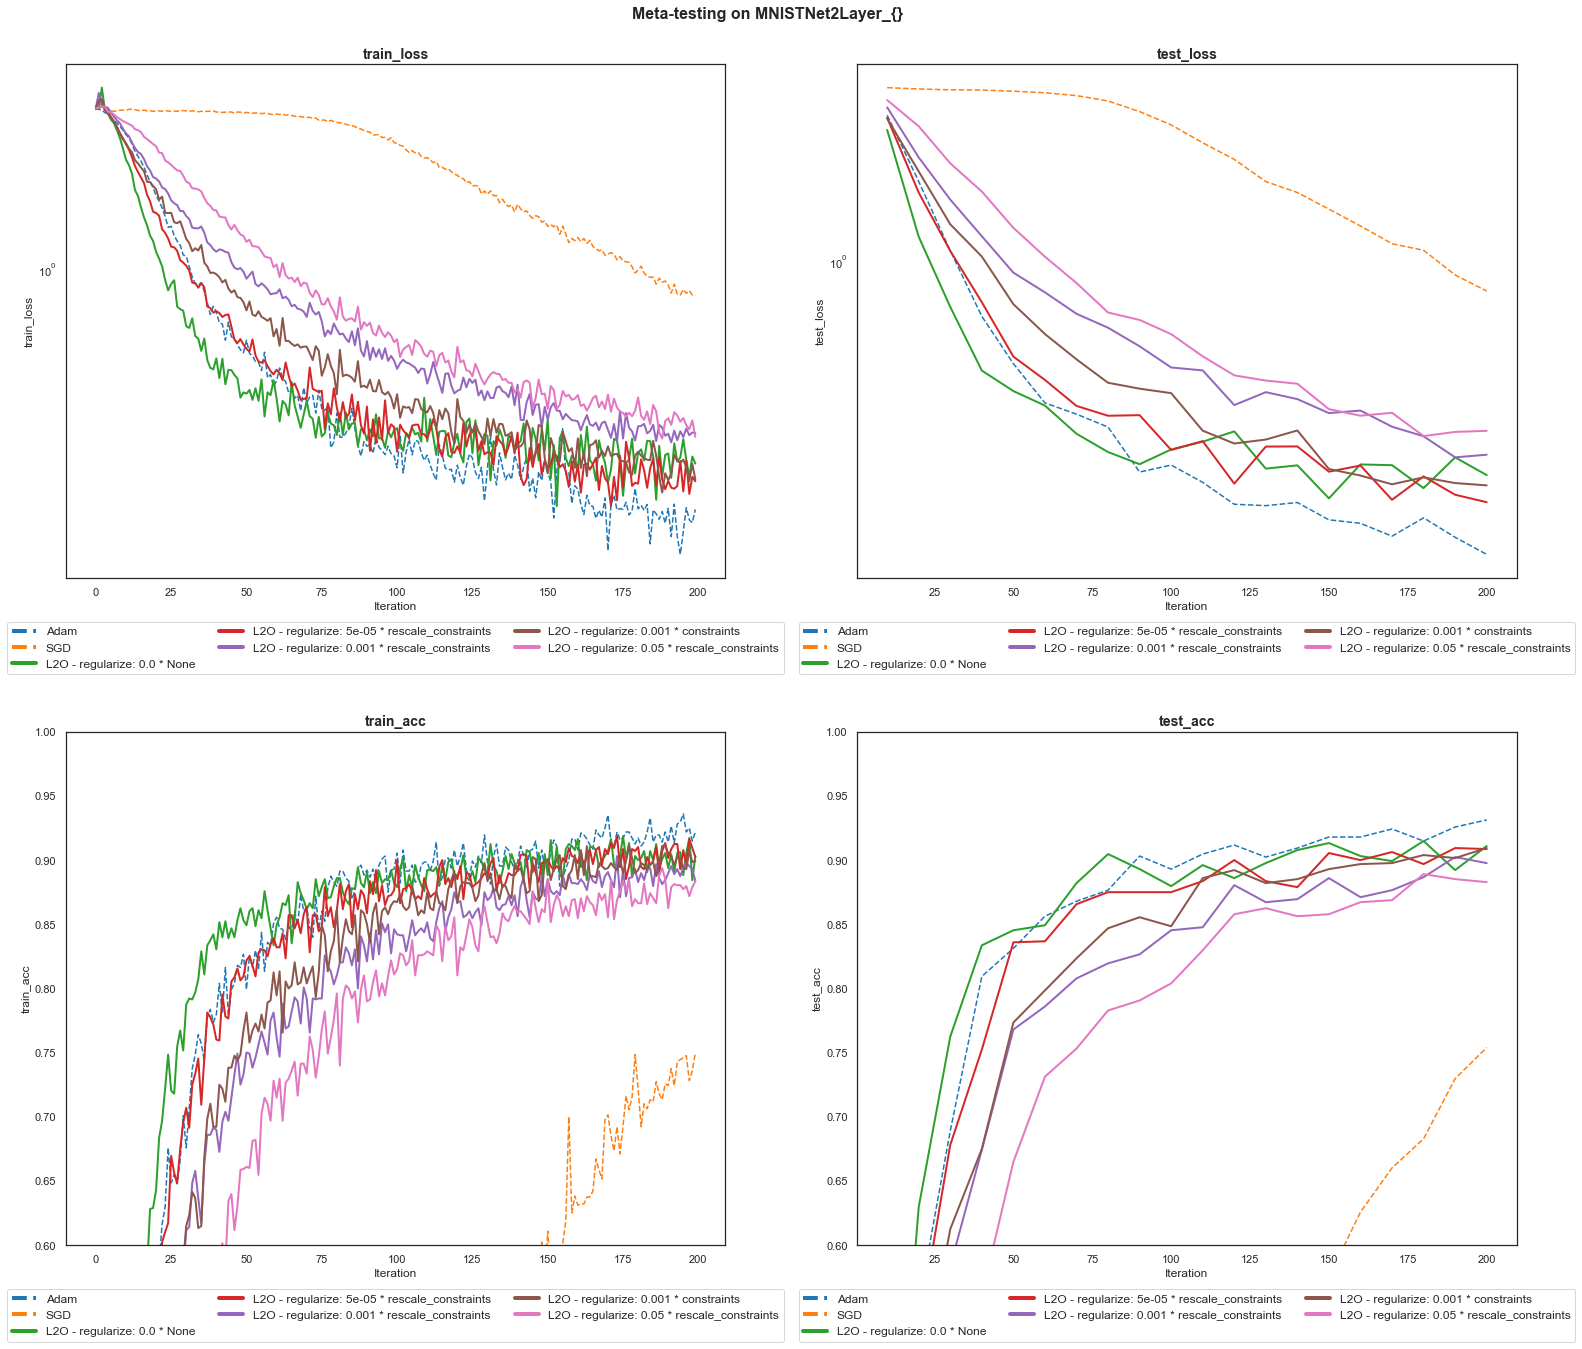 Meta-testing on MNISTNet2Layer_{}
train_loss
train_loss
10^0
0 25 50 75 100 125 150 175 200
Iteration
Adam
SGD
L2O - regularize: 0.0 * None
L2O - regularize: 5e-05 * rescale_constraints
L2O - regularize: 0.001 * rescale_constraints
L2O - regularize: 0.001 * constraints
L2O - regularize: 0.05 * rescale_constraints
test_loss
test_loss
10^0
25 50 75 100 125 150 175 200
Iteration
Adam
SGD
L2O - regularize: 0.0 * None
L2O - regularize: 5e-05 * rescale_constraints
L2O - regularize: 0.001 * rescale_constraints
L2O - regularize: 0.001 * constraints
L2O - regularize: 0.05 * rescale_constraints
train_acc
train_acc
1.00
0.95
0.90
0.85
0.80
0.75
0.70
0.65
0.60
0 25 50 75 100 125 150 175 200
Iteration
Adam
SGD
L2O - regularize: 0.0 * None
L2O - regularize: 5e-05 * rescale_constraints
L2O - regularize: 0.001 * rescale_constraints
L2O - regularize: 0.001 * constraints
L2O - regularize: 0.05 * rescale_constraints
test_acc
test_acc
1.00
0.95
0.90
0.85
0.80
0.75
0.70
0.65
0.60
25 50 75 100 125 150 175 200
Iteration
Adam
SGD
L2O - regularize: 0.0 * None
L2O - regularize: 5e-05 * rescale_constraints
L2O - regularize: 0.001 * rescale_constraints
L2O - regularize: 0.001 * constraints
L2O - regularize: 0.05 * rescale_constraints